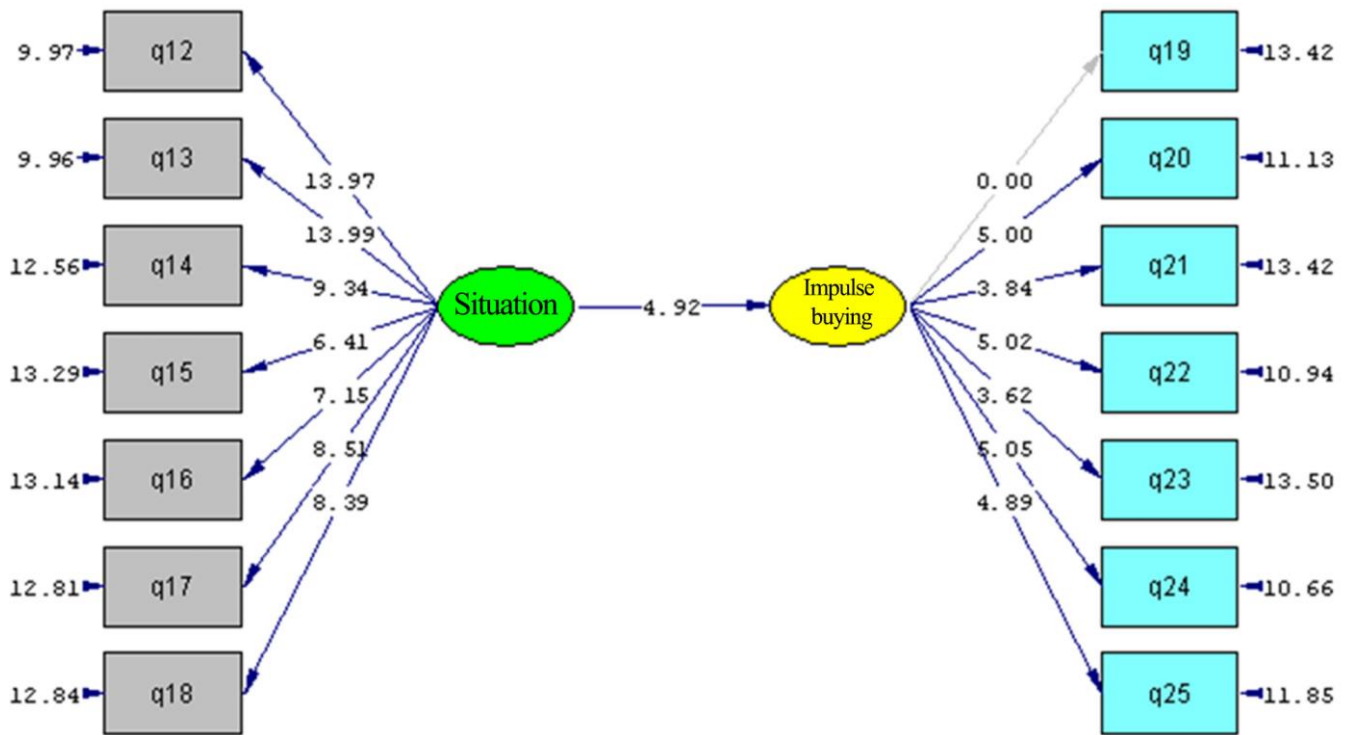 9.97
q12
9.96
q13
12.56
q14
13.29
q15
13.14
q16
12.81
q17
12.84
q18
13.97
13.99
9.34
6.41
7.15
8.51
8.39
Situation
4.92
Impulse
buying
0.00
5.00
3.84
5.02
3.62
5.05
4.89
q19
13.42
q20
11.13
q21
13.42
q22
10.94
q23
13.50
q24
10.66
q25
11.85